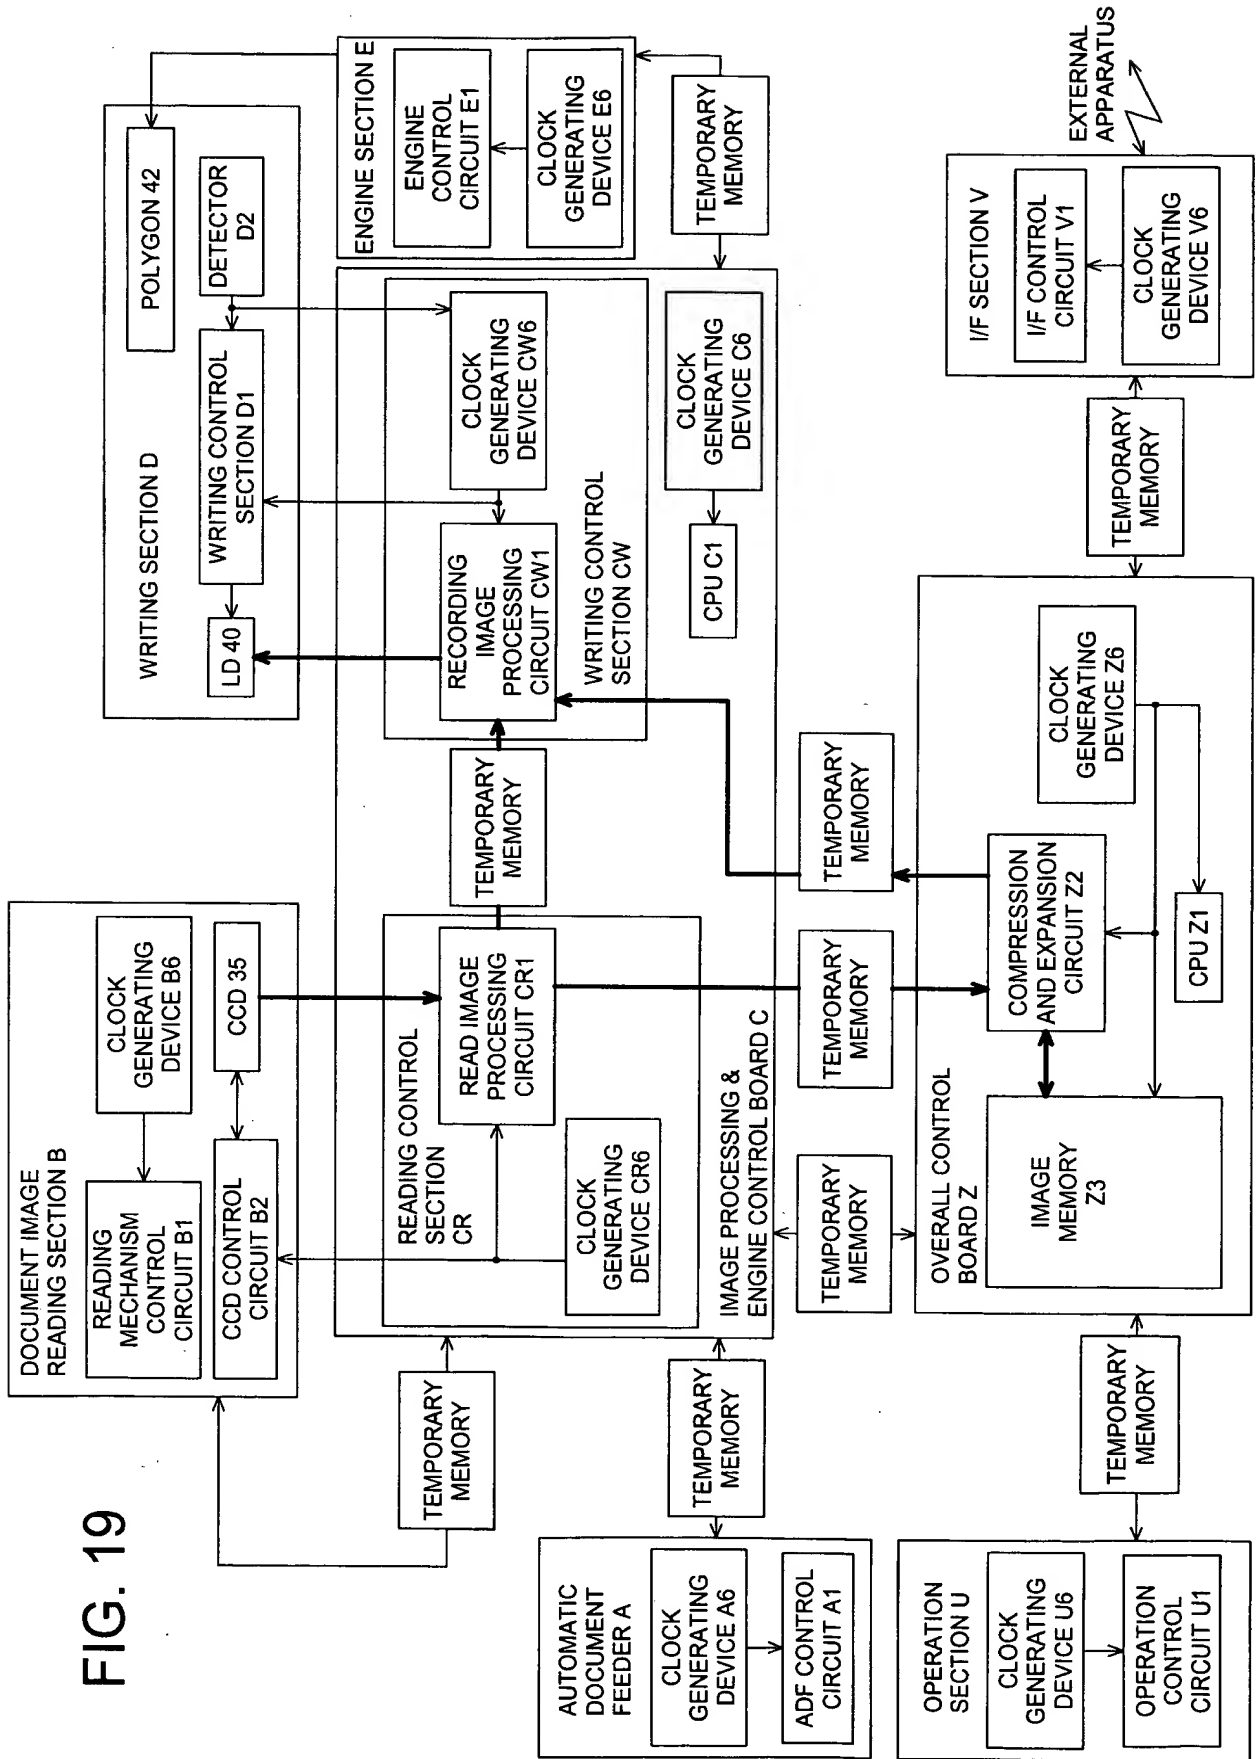 FIG. 19
DOCUMENT IMAGE
READING SECTION B
READING
MECHANISM
CONTROL
CIRCUIT B1
CLOCK
GENERATING
DEVICE B6
CCD CONTROL
CIRCUIT B2
CCD 35
WRITING SECTION D
POLYGON 42
LD 40
WRITING CONTROL
SECTION D1
DETECTOR
D2
ENGINE SECTION E
ENGINE
CONTROL
CIRCUIT E1
CLOCK
GENERATING
DEVICE E6
TEMPORARY
MEMORY
TEMPORARY
MEMORY
READING CONTROL
SECTION
CR
READ IMAGE
PROCESSING
CIRCUIT CR1
CLOCK
GENERATING
DEVICE CR6
TEMPORARY
MEMORY
RECORDING
IMAGE
PROCESSING
CIRCUIT CW1
CLOCK
GENERATING
DEVICE CW6
WRITING CONTROL
SECTION CW
CPU C1
CLOCK
GENERATING
DEVICE C6
IMAGE PROCESSING &
ENGINE CONTROL BOARD C
AUTOMATIC
DOCUMENT
FEEDER A
CLOCK
GENERATING
DEVICE A6
ADF CONTROL
CIRCUIT A1
TEMPORARY
MEMORY
TEMPORARY
MEMORY
TEMPORARY
MEMORY
TEMPORARY
MEMORY
OPERATION
SECTION U
CLOCK
GENERATING
DEVICE U6
OPERATION
CONTROL
CIRCUIT U1
TEMPORARY
MEMORY
OVERALL CONTROL
BOARD Z
IMAGE
MEMORY
Z3
COMPRESSION
AND EXPANSION
CIRCUIT Z2
CLOCK
GENERATING
DEVICE Z6
CPU Z1
TEMPORARY
MEMORY
I/F SECTION V
I/F CONTROL
CIRCUIT V1
CLOCK
GENERATING
DEVICE V6
EXTERNAL
APPARATUS